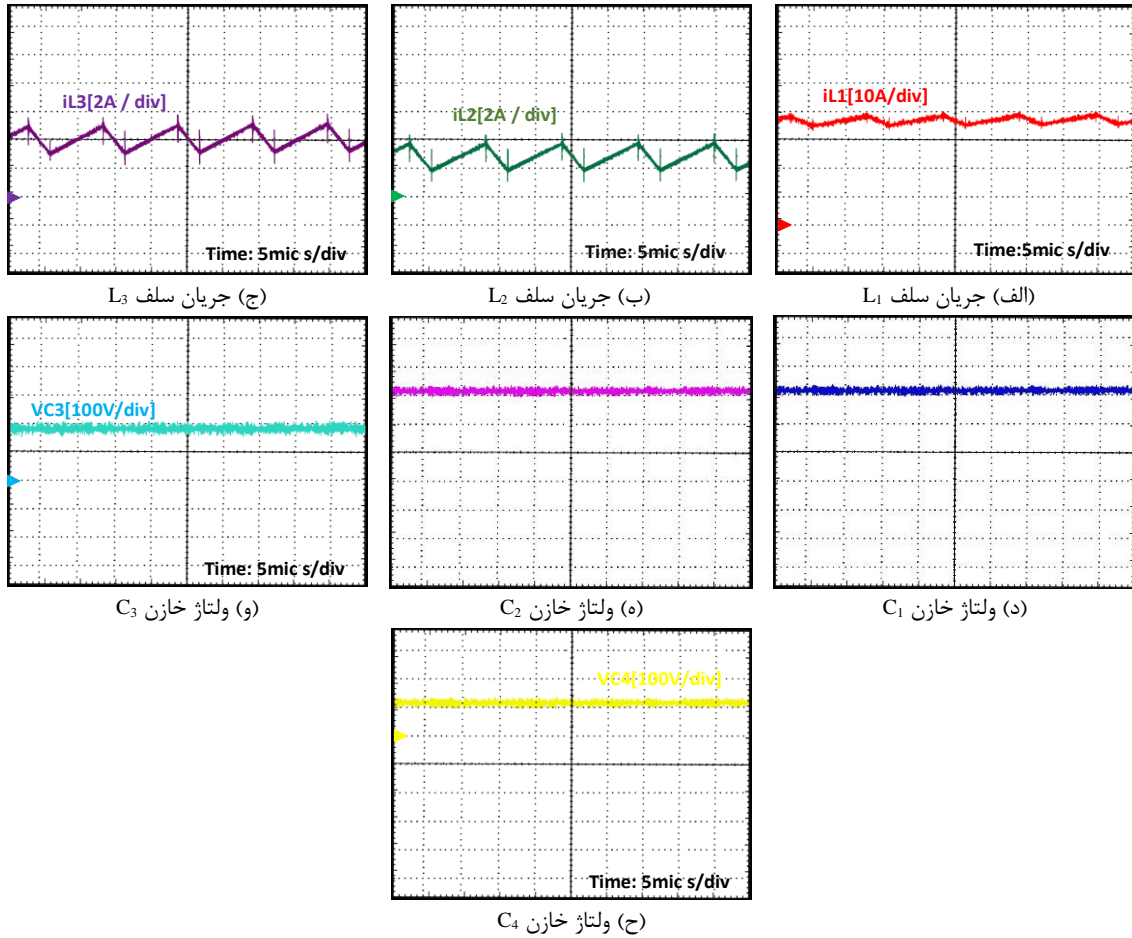 iL1[10A/div]
Time:5mic s/div
(الف) جریان سلف L₁
iL2[2A / div]
Time: 5mic s/div
(ب) جریان سلف L₂
iL3[2A / div]
Time: 5mic s/div
(ج) جریان سلف L₃
(د) ولتاژ خازن C₁
(ه) ولتاژ خازن C₂
VC3[100V/div]
Time: 5mic s/div
(و) ولتاژ خازن C₃
VC4[100V/div]
Time: 5mic s/div
(ح) ولتاژ خازن C₄